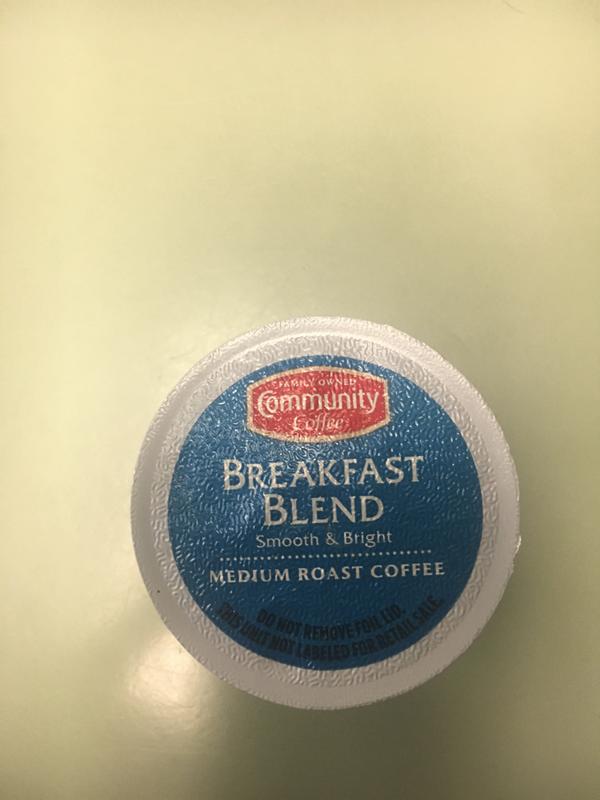 FAMILY OWNED
Community
Coffee
BREAKFAST
BLEND
Smooth & Bright
MEDIUM ROAST COFFEE
DO NOT REMOVE FOIL LID.
THIS UNIT NOT LABELED FOR RETAIL SALE.